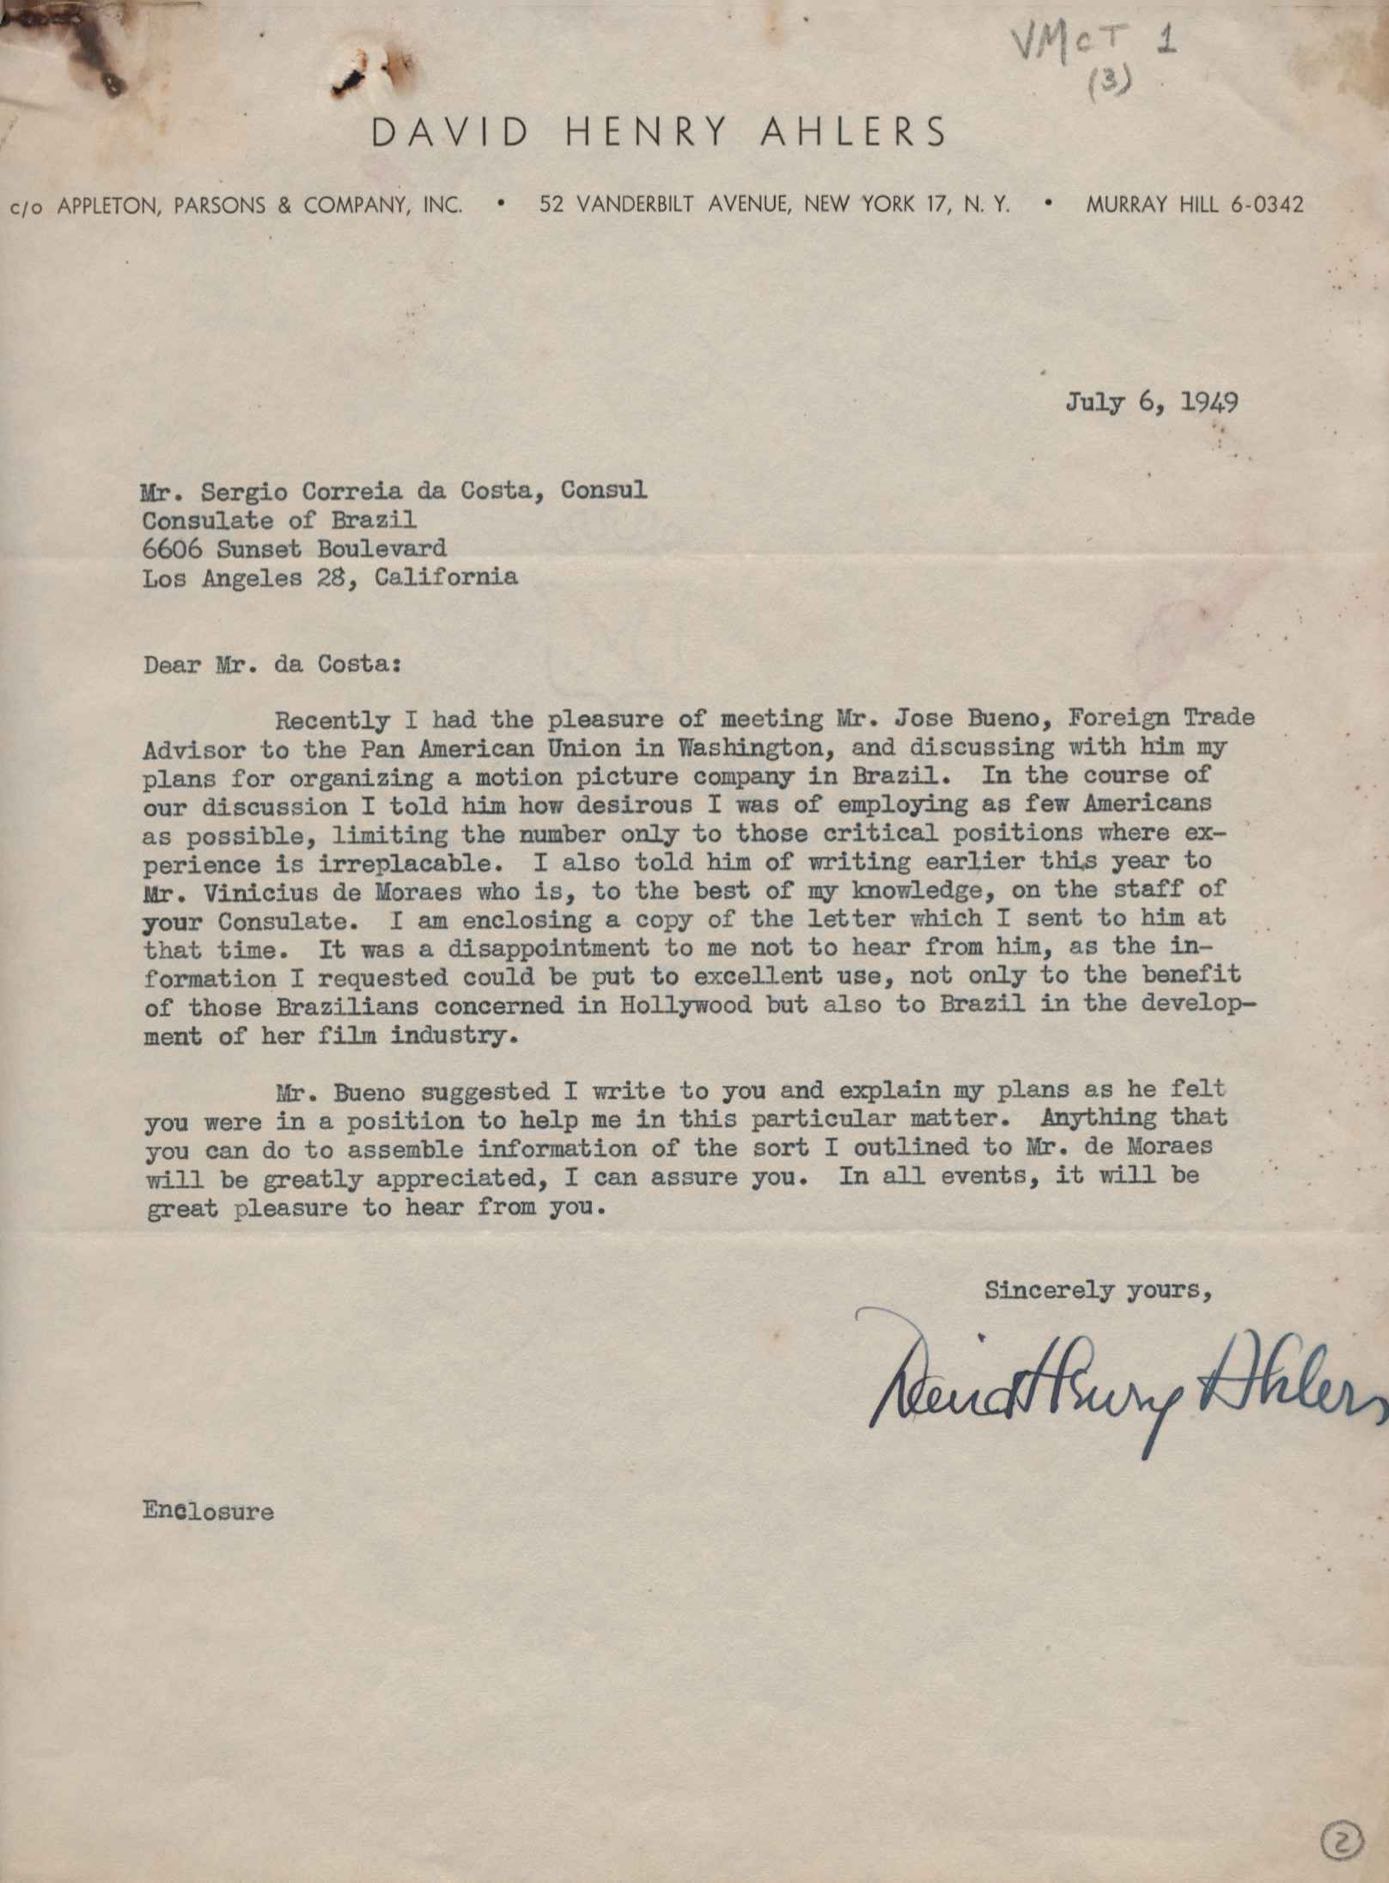 VMcT 1
(3)
DAVID HENRY AHLERS
c/o APPLETON, PARSONS & COMPANY, INC. • 52 VANDERBILT AVENUE, NEW YORK 17, N. Y. • MURRAY HILL 6-0342
July 6, 1949
Mr. Sergio Correia da Costa, Consul
Consulate of Brazil
6606 Sunset Boulevard
Los Angeles 28, California
Dear Mr. da Costa:
Recently I had the pleasure of meeting Mr. Jose Bueno, Foreign Trade
Advisor to the Pan American Union in Washington, and discussing with him my
plans for organizing a motion picture company in Brazil. In the course of
our discussion I told him how desirous I was of employing as few Americans
as possible, limiting the number only to those critical positions where ex-
perience is irreplacable. I also told him of writing earlier this year to
Mr. Vinicius de Moraes who is, to the best of my knowledge, on the staff of
your Consulate. I am enclosing a copy of the letter which I sent to him at
that time. It was a disappointment to me not to hear from him, as the in-
formation I requested could be put to excellent use, not only to the benefit
of those Brazilians concerned in Hollywood but also to Brazil in the develop-
ment of her film industry.
Mr. Bueno suggested I write to you and explain my plans as he felt
you were in a position to help me in this particular matter. Anything that
you can do to assemble information of the sort I outlined to Mr. de Moraes
will be greatly appreciated, I can assure you. In all events, it will be
great pleasure to hear from you.
Sincerely yours,
David Henry Ahlers
Enclosure
2